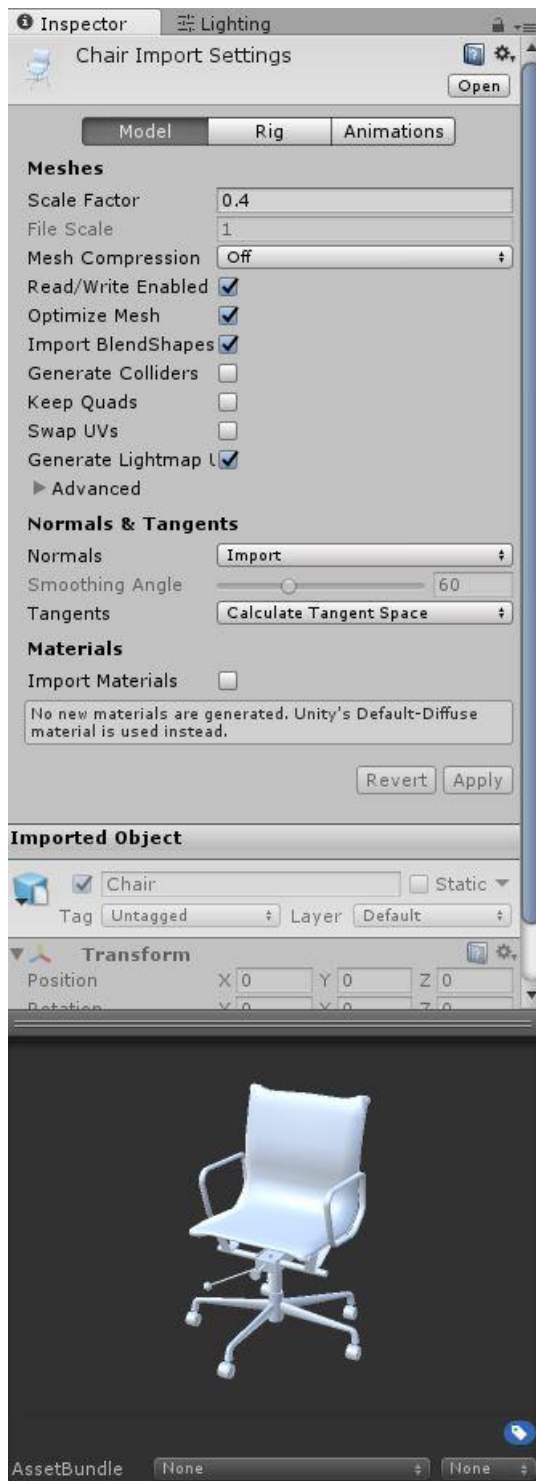 Inspector Lighting
Chair Import Settings
Open
Model Rig Animations
Meshes
Scale Factor 0.4
File Scale 1
Mesh Compression Off
Read/Write Enabled
Optimize Mesh
Import BlendShapes
Generate Colliders
Keep Quads
Swap UVs
Generate Lightmap U
Advanced
Normals & Tangents
Normals Import
Smoothing Angle 60
Tangents Calculate Tangent Space
Materials
Import Materials
No new materials are generated. Unity's Default-Diffuse
material is used instead.
Revert Apply
Imported Object
Chair Static
Tag Untagged Layer Default
Transform
Position X 0 Y 0 Z 0
Rotation X 0 Y 0 Z 0
AssetBundle None None